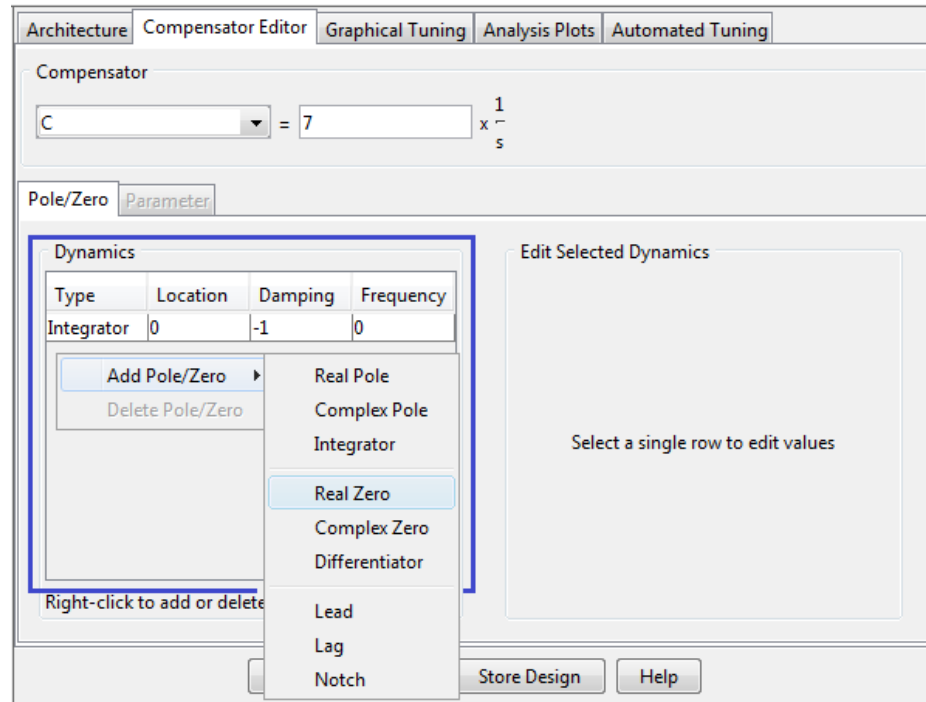 Architecture Compensator Editor Graphical Tuning Analysis Plots Automated Tuning
Compensator
C = 7 x 1
s
Pole/Zero Parameter
Dynamics
Type Location Damping Frequency
Integrator 0 -1 0
Add Pole/Zero
Delete Pole/Zero
Real Pole
Complex Pole
Integrator
Real Zero
Complex Zero
Differentiator
Lead
Lag
Notch
Right-click to add or delete
Edit Selected Dynamics
Select a single row to edit values
Store Design Help